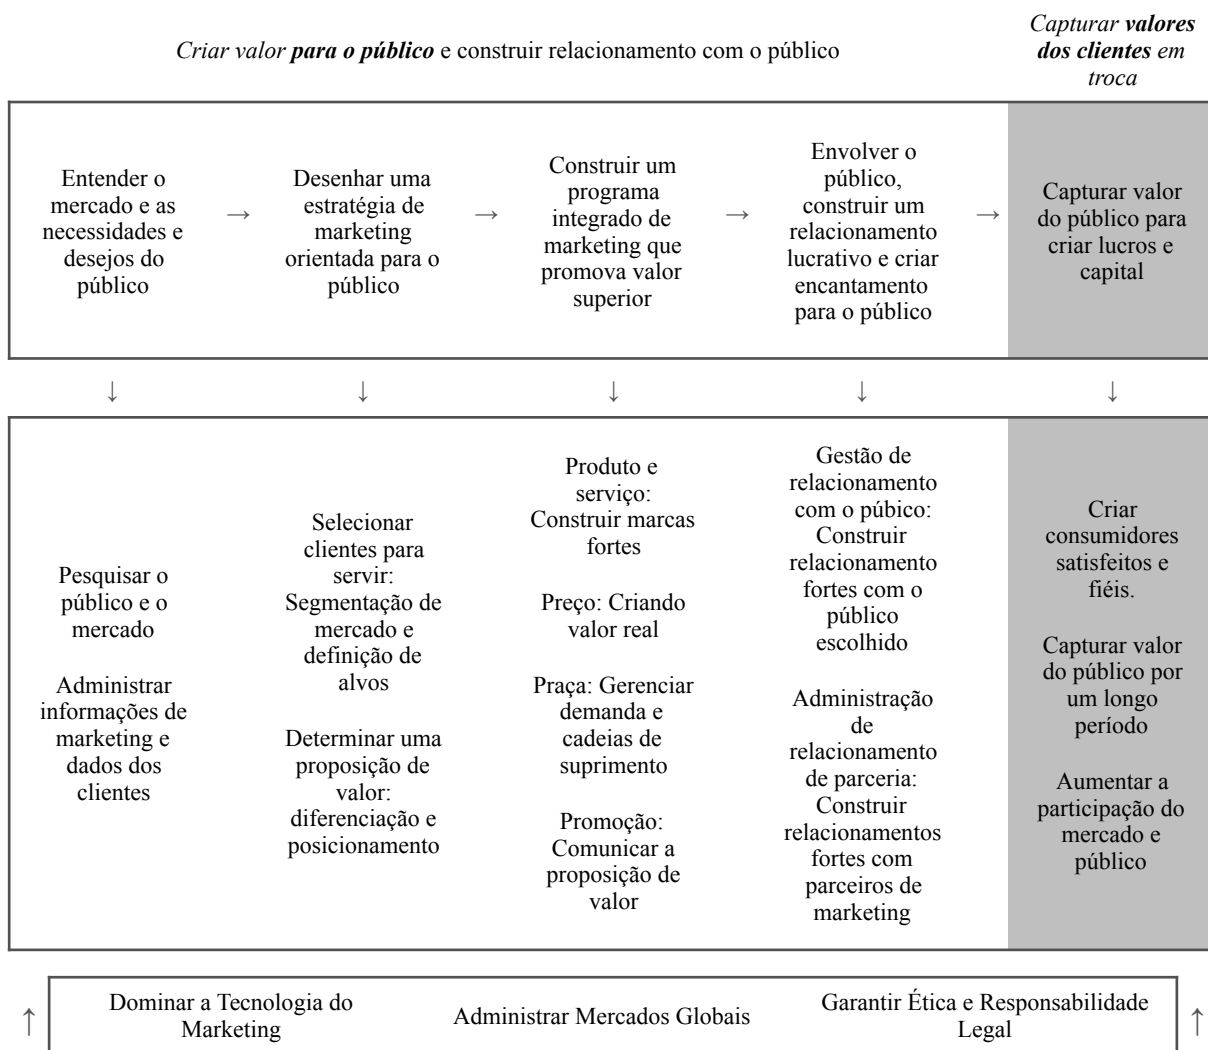 Criar valor para o público e construir relacionamento com o público
Capturar valores
dos clientes em
troca
Entender o
mercado e as
necessidades e
desejos do
público
→
Desenhar uma
estratégia de
marketing
orientada para o
público
→
Construir um
programa
integrado de
marketing que
promova valor
superior
→
Envolver o
público,
construir um
relacionamento
lucrativo e criar
encantamento
para o público
→
Capturar valor
do público para
criar lucros e
capital
↓ ↓ ↓ ↓ ↓
Pesquisar o
público e o
mercado
Administrar
informações de
marketing e
dados dos
clientes
Selecionar
clientes para
servir:
Segmentação de
mercado e
definição de
alvos
Determinar uma
proposição de
valor:
diferenciação e
posicionamento
Produto e
serviço:
Construir marcas
fortes
Preço: Criando
valor real
Praça: Gerenciar
demanda e
cadeias de
suprimento
Promoção:
Comunicar a
proposição de
valor
Gestão de
relacionamento
com o púbico:
Construir
relacionamento
fortes com o
público
escolhido
Administração
de
relacionamento
de parceria:
Construir
relacionamentos
fortes com
parceiros de
marketing
Criar
consumidores
satisfeitos e
fiéis.
Capturar valor
do público por
um longo
período
Aumentar a
participação do
mercado e
público
↑
Dominar a Tecnologia do
Marketing
Administrar Mercados Globais
Garantir Ética e Responsabilidade
Legal
↑